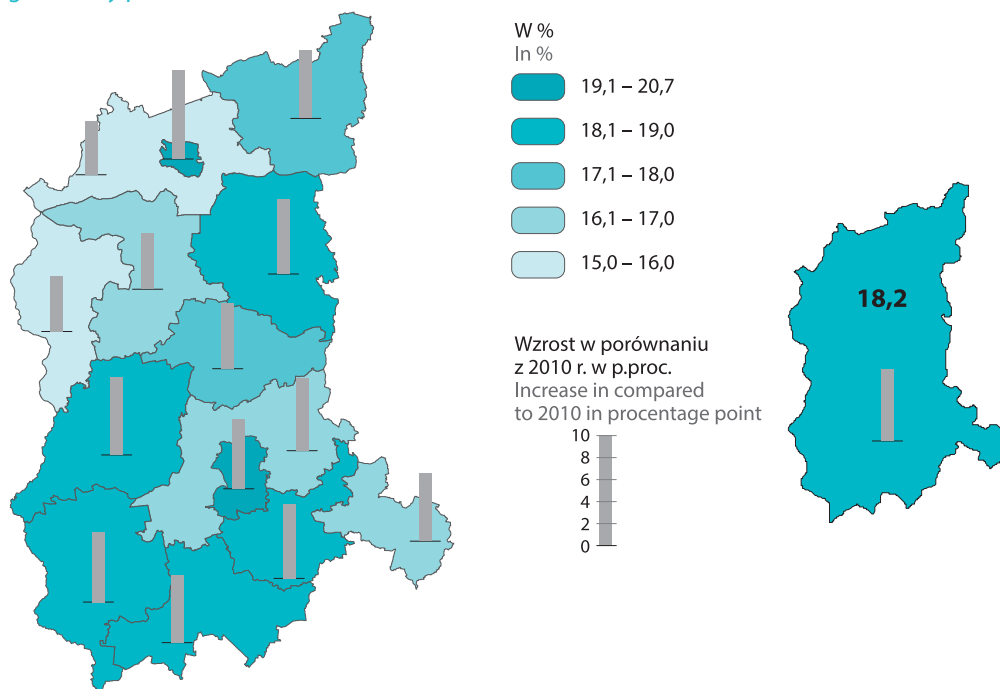 W %
In %
19,1 – 20,7
18,1 – 19,0
17,1 – 18,0
16,1 – 17,0
15,0 – 16,0
18,2
Wzrost w porównaniu
z 2010 r. w p.proc.
Increase in compared
to 2010 in procentage point
10
8
6
4
2
0